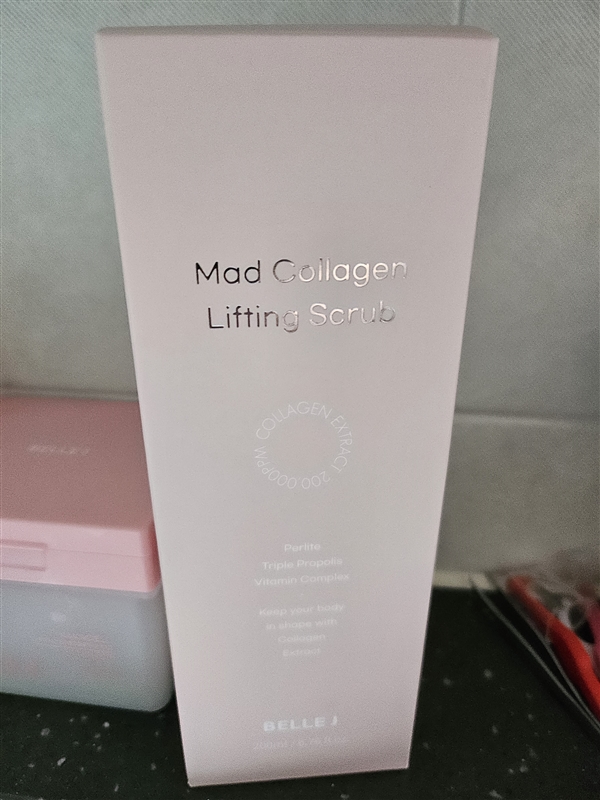 Mad Collagen
Lifting Scrub
COLLAGEN EXTRACT 200 000PPM
Perlite
Triple Propolis
Vitamin Complex
Keep your body
in shape with
Collagen
Extract
BELLE J
BELLE J